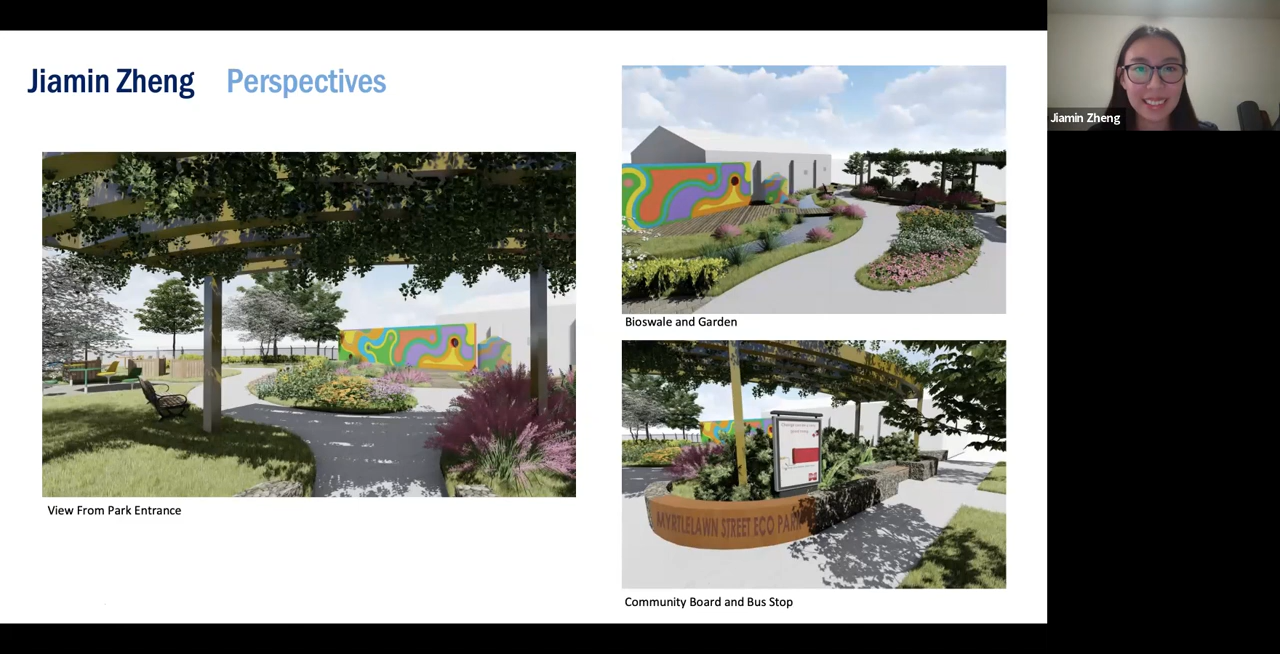 Jiamin Zheng Perspectives
View From Park Entrance
Bioswale and Garden
MYRTLELAWN STREET ECO PARK
Community Board and Bus Stop
Jiamin Zheng